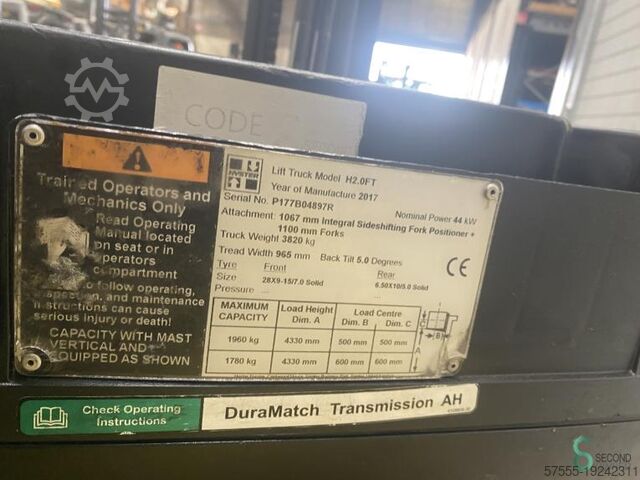 CODE
Trained Operators and
Mechanics Only
Read Operating
Manual located
on seat or in
operators
compartment
to follow operating,
inspection, and maintenance
instructions can cause
serious injury or death!
CAPACITY WITH MAST
VERTICAL AND
EQUIPPED AS SHOWN
HYSTER
Lift Truck Model H2.0FT
Year of Manufacture 2017
Serial No. P177B04897R
Nominal Power 44 kW
Attachment: 1067 mm Integral Sideshifting Fork Positioner +
1100 mm Forks
Truck Weight 3820 kg
Tread Width 965 mm Back Tilt 5.0 Degrees
Tyre Front Rear
Size 28X9-15/7.0 Solid 6.50X10/5.0 Solid
Pressure ... ...
CE
MAXIMUM CAPACITY Load Height Dim. A Load Centre Dim. B Dim. C
1960 kg 4330 mm 500 mm 500 mm
1780 kg 4330 mm 600 mm 600 mm
C
B
A
Check Operating
Instructions
DuraMatch Transmission AH
SECOND
57555-19242311